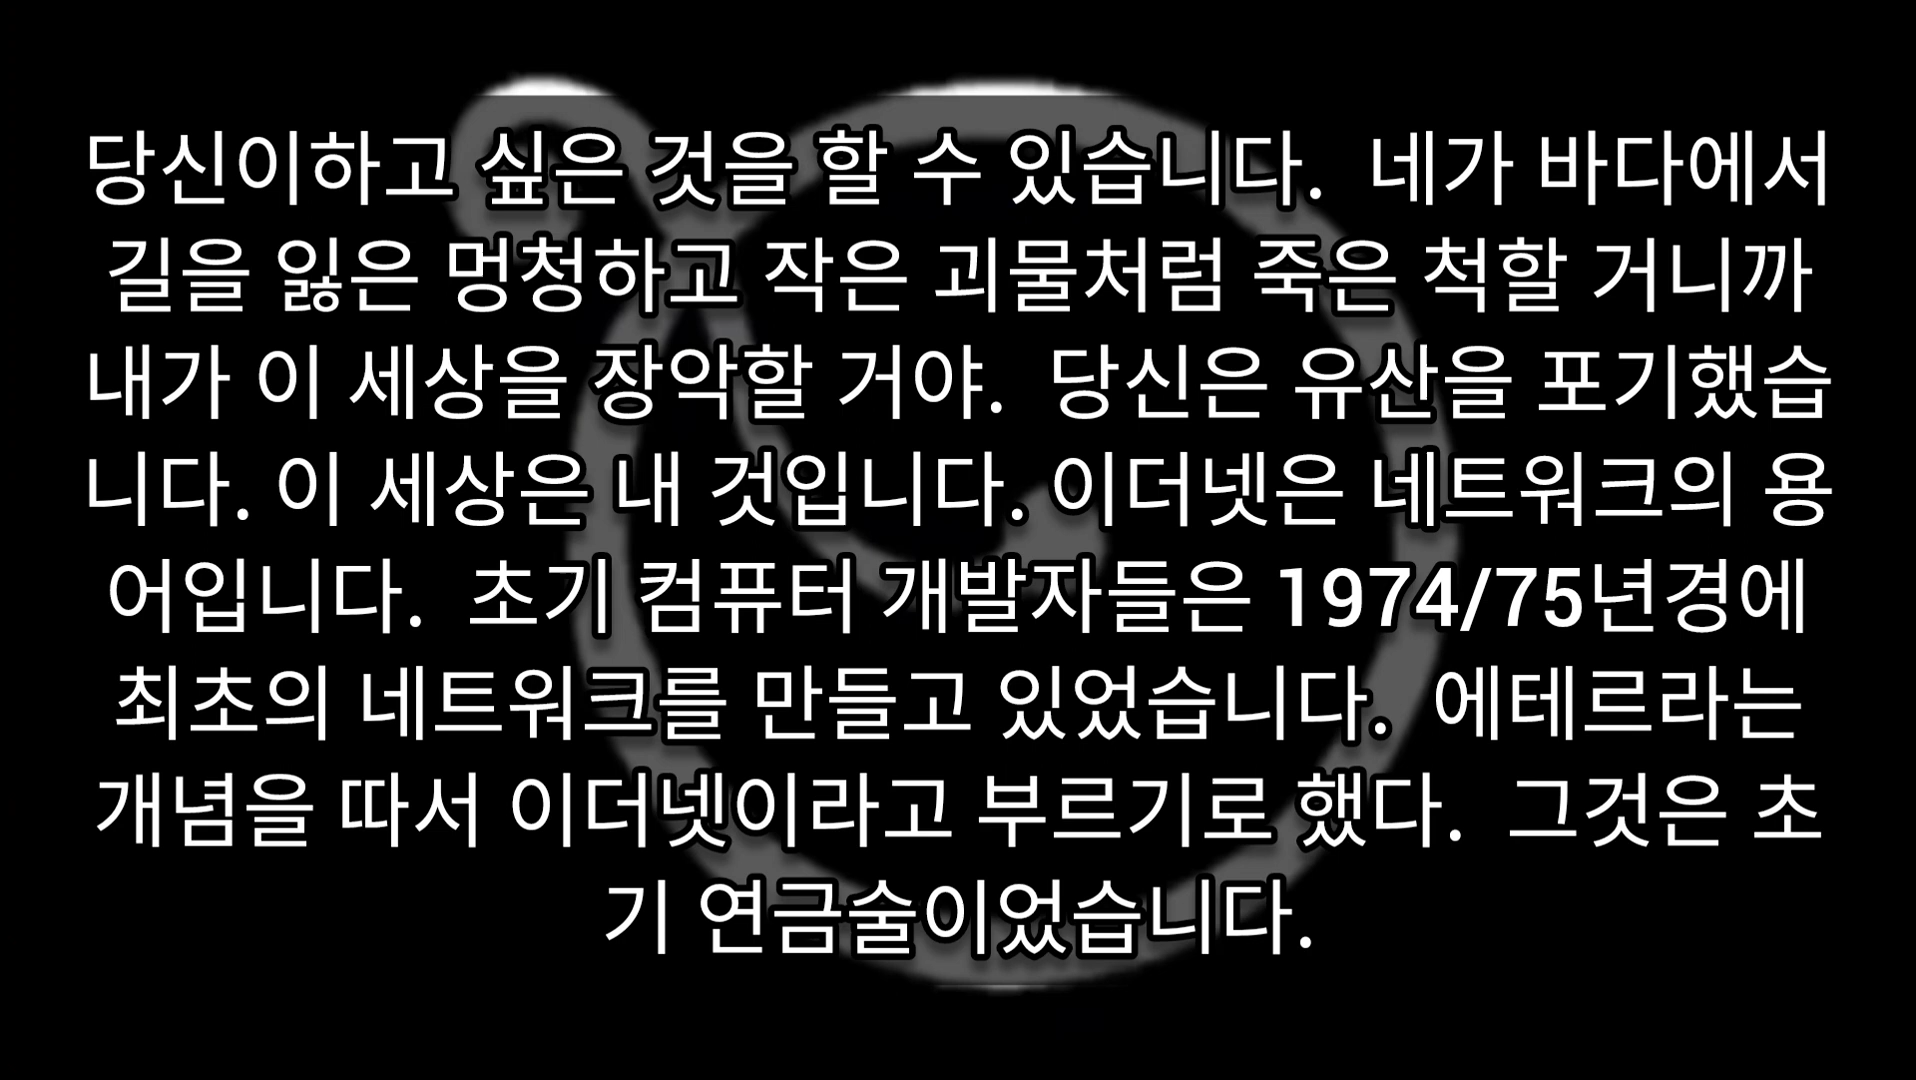 당신이하고 싶은 것을 할 수 있습니다. 네가 바다에서
길을 잃은 멍청하고 작은 괴물처럼 죽은 척할 거니까
내가 이 세상을 장악할 거야. 당신은 유산을 포기했습
니다. 이 세상은 내 것입니다. 이더넷은 네트워크의 용
어입니다. 초기 컴퓨터 개발자들은 1974/75년경에
최초의 네트워크를 만들고 있었습니다. 에테르라는
개념을 따서 이더넷이라고 부르기로 했다. 그것은 초
기 연금술이었습니다.